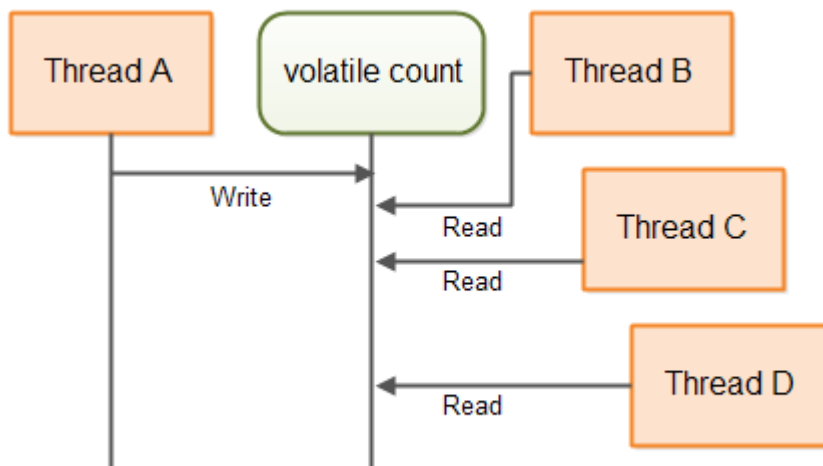 Thread A
volatile count
Thread B
Write
Read
Thread C
Read
Thread D
Read